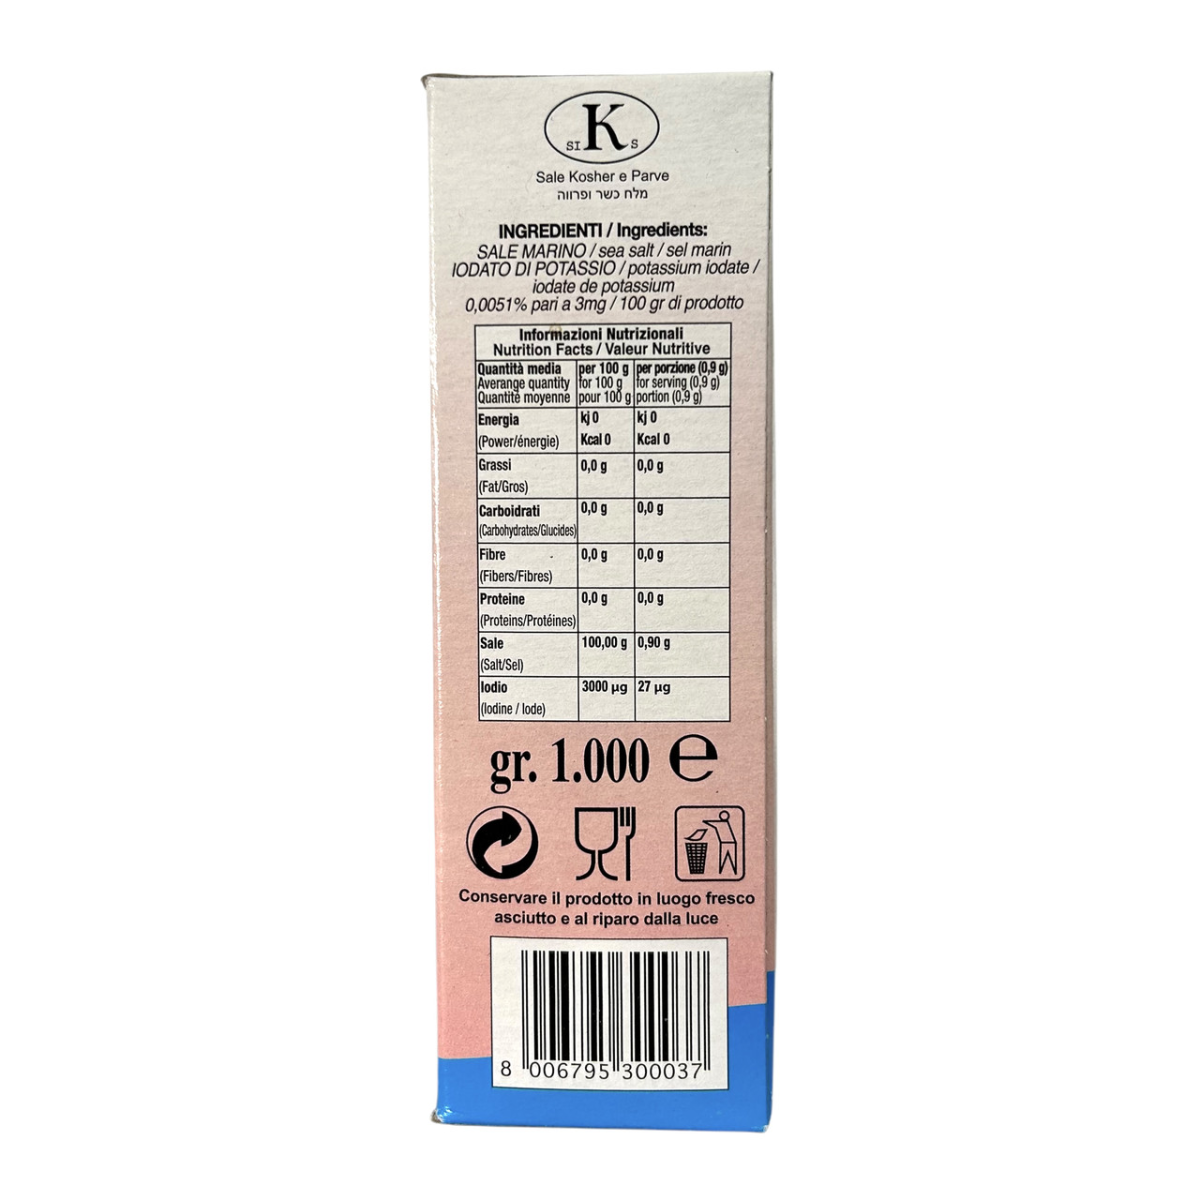 SI K S
Sale Kosher e Parve
מלח כשר ופרווה
INGREDIENTI / Ingredients:
SALE MARINO / sea salt / sel marin
IODATO DI POTASSIO / potassium iodate /
iodate de potassium
0,0051% pari a 3mg / 100 gr di prodotto
Informazioni Nutrizionali
Nutrition Facts / Valeur Nutritive
Quantità media per 100 g per porzione (0,9 g)
Averange quantity for 100 g for serving (0,9 g)
Quantité moyenne pour 100 g portion (0,9 g)
Energia kj 0 kj 0
(Power/énergie) Kcal 0 Kcal 0
Grassi 0,0 g 0,0 g
(Fat/Gros)
Carboidrati 0,0 g 0,0 g
(Carbohydrates/Glucides)
Fibre 0,0 g 0,0 g
(Fibers/Fibres)
Proteine 0,0 g 0,0 g
(Proteins/Protéines)
Sale 100,00 g 0,90 g
(Salt/Sel)
Iodio 3000 µg 27 µg
(Iodine / Iode)
gr. 1.000 e
Conservare il prodotto in luogo fresco
asciutto e al riparo dalla luce
8 006795 300037